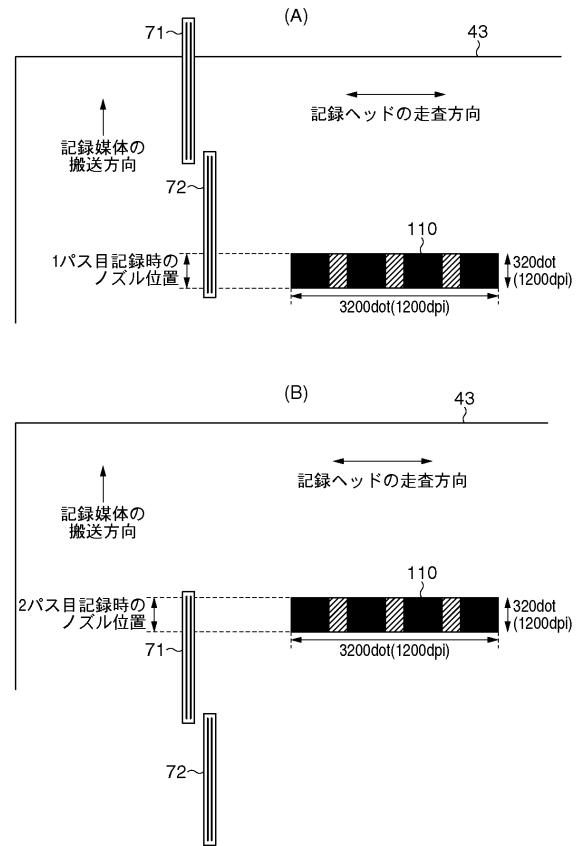 (A)
71
43
記録ヘッドの走査方向
記録媒体の
搬送方向
72
110
1パス目記録時の
ノズル位置
320dot
(1200dpi)
3200dot(1200dpi)
(B)
43
記録ヘッドの走査方向
記録媒体の
搬送方向
110
2パス目記録時の
ノズル位置
320dot
(1200dpi)
71
3200dot(1200dpi)
72